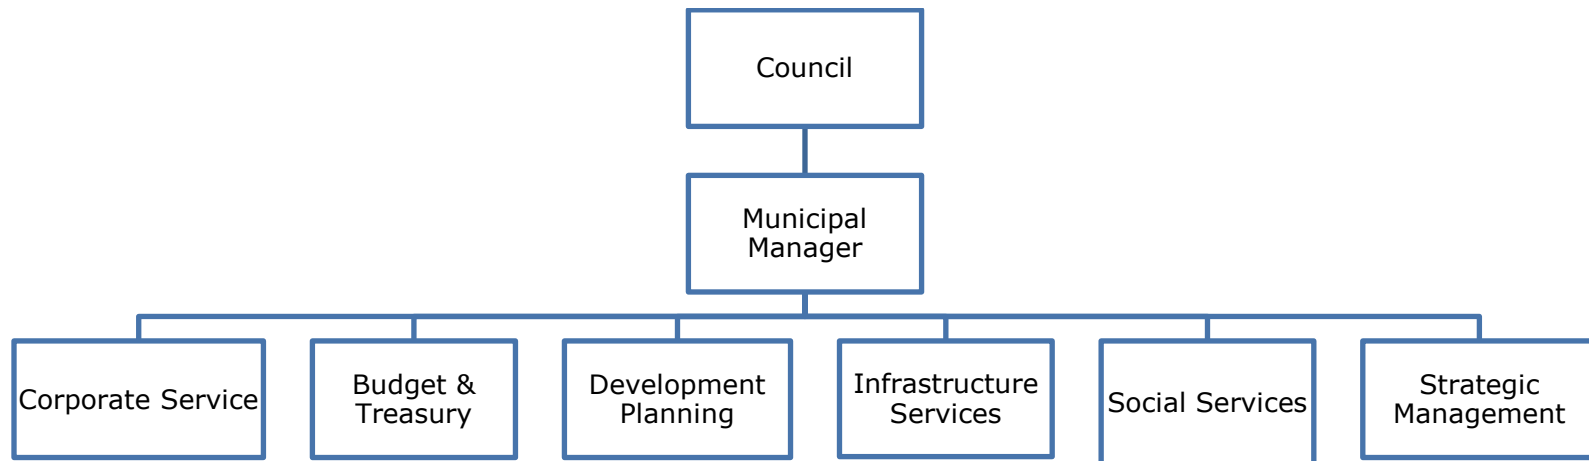 Council
Municipal
Manager
Corporate Service
Budget &
Treasury
Development
Planning
Infrastructure
Services
Social Services
Strategic
Management